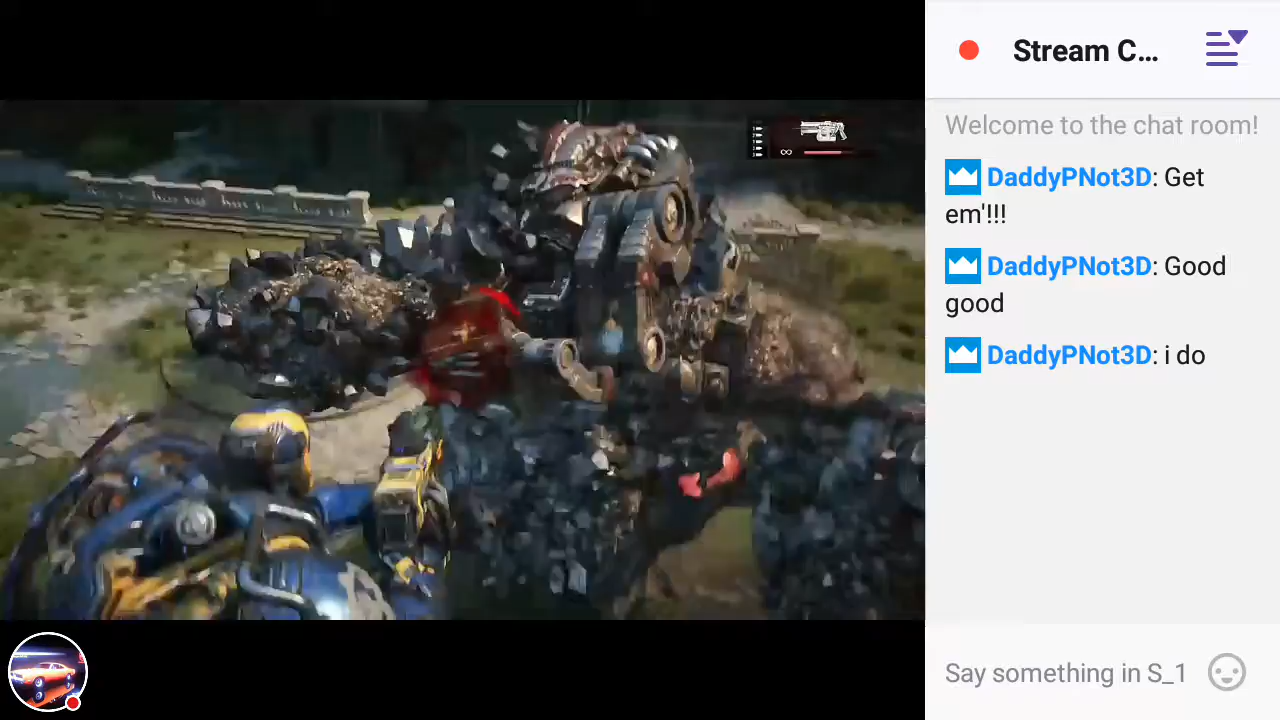 Stream C...
Welcome to the chat room!
DaddyPNot3D: Get
em'!!!
DaddyPNot3D: Good
good
DaddyPNot3D: i do
Say something in S_1
∞